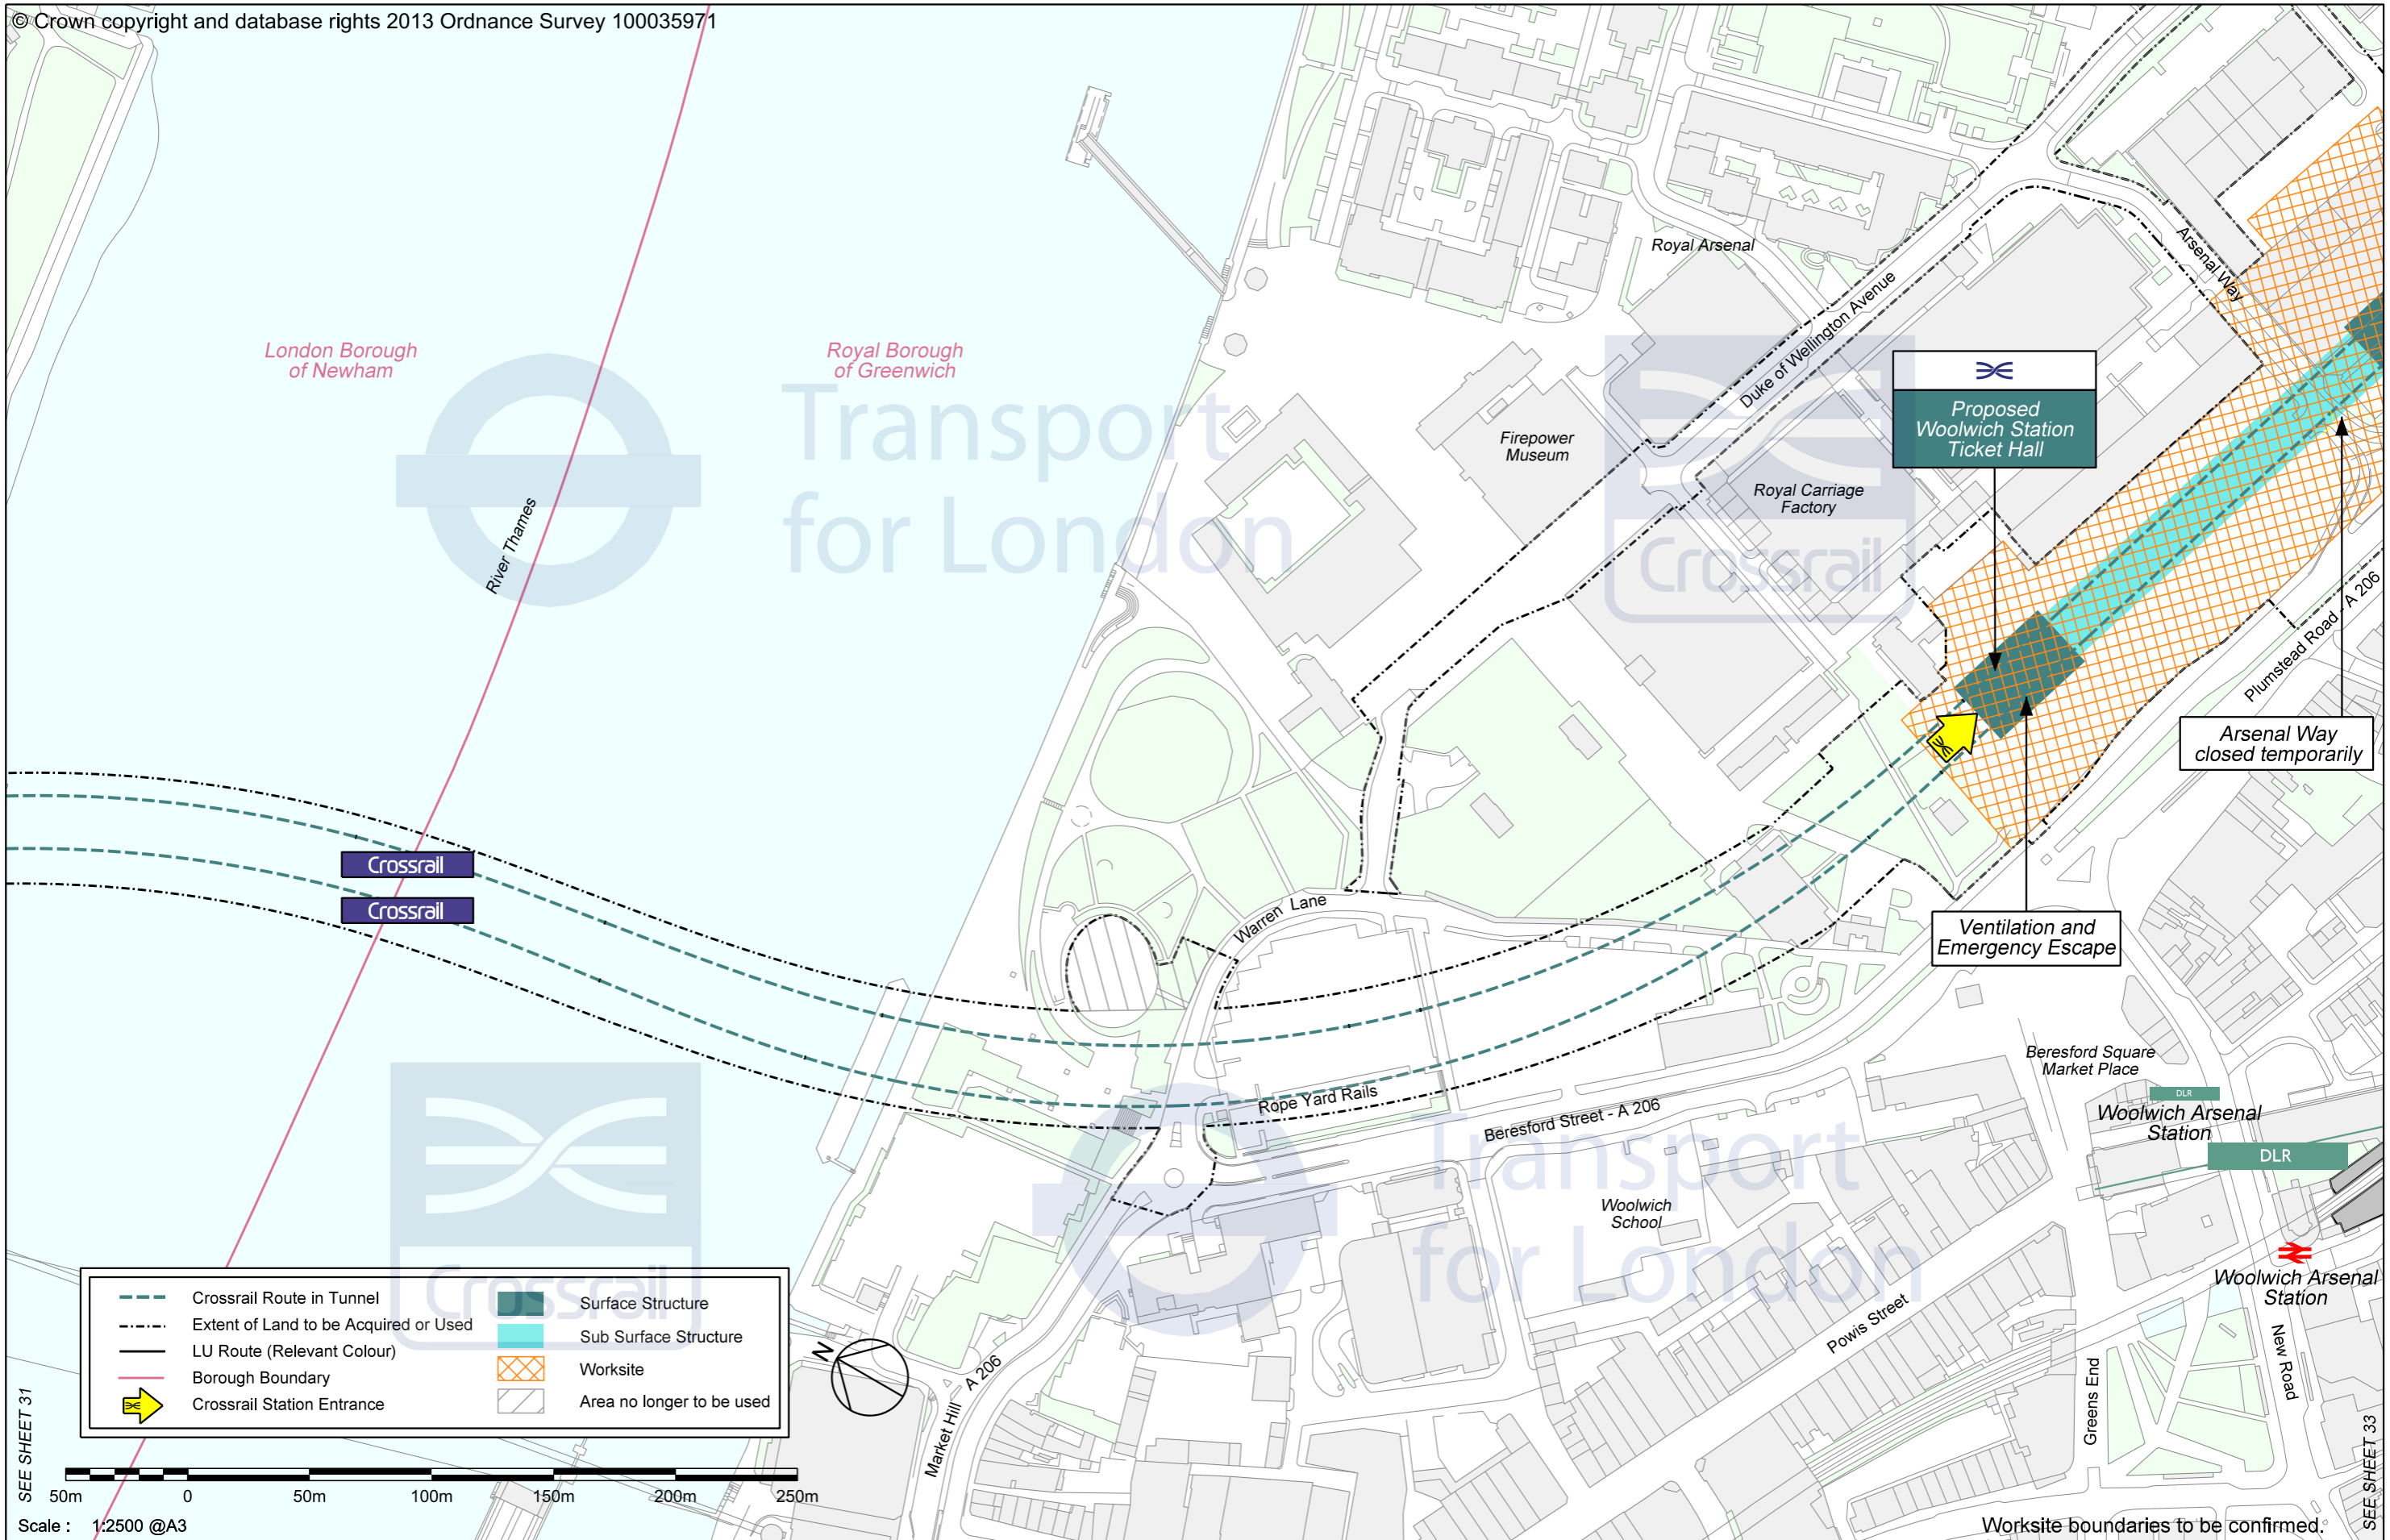 © Crown copyright and database rights 2013 Ordnance Survey 100035971
London Borough
of Newham
Royal Borough
of Greenwich
River Thames
Transport
for London
Royal Arsenal
Arsenal Way
Duke of Wellington Avenue
Firepower
Museum
Royal Carriage
Factory
Crossrail
Proposed
Woolwich Station
Ticket Hall
Plumstead Road - A 206
Arsenal Way
closed temporarily
Ventilation and
Emergency Escape
Crossrail
Crossrail
Warren Lane
Rope Yard Rails
Beresford Street - A 206
Beresford Square
Market Place
DLR
Woolwich Arsenal
Station
DLR
Woolwich
School
Transport
for London
Woolwich Arsenal
Station
Powis Street
New Road
Greens End
Market Hill
A 206
Crossrail
Crossrail Route in Tunnel
Extent of Land to be Acquired or Used
LU Route (Relevant Colour)
Borough Boundary
Crossrail Station Entrance
Surface Structure
Sub Surface Structure
Worksite
Area no longer to be used
N
SEE SHEET 31
50m 0 50m 100m 150m 200m 250m
Scale : 1:2500 @A3
Worksite boundaries to be confirmed.
SEE SHEET 33